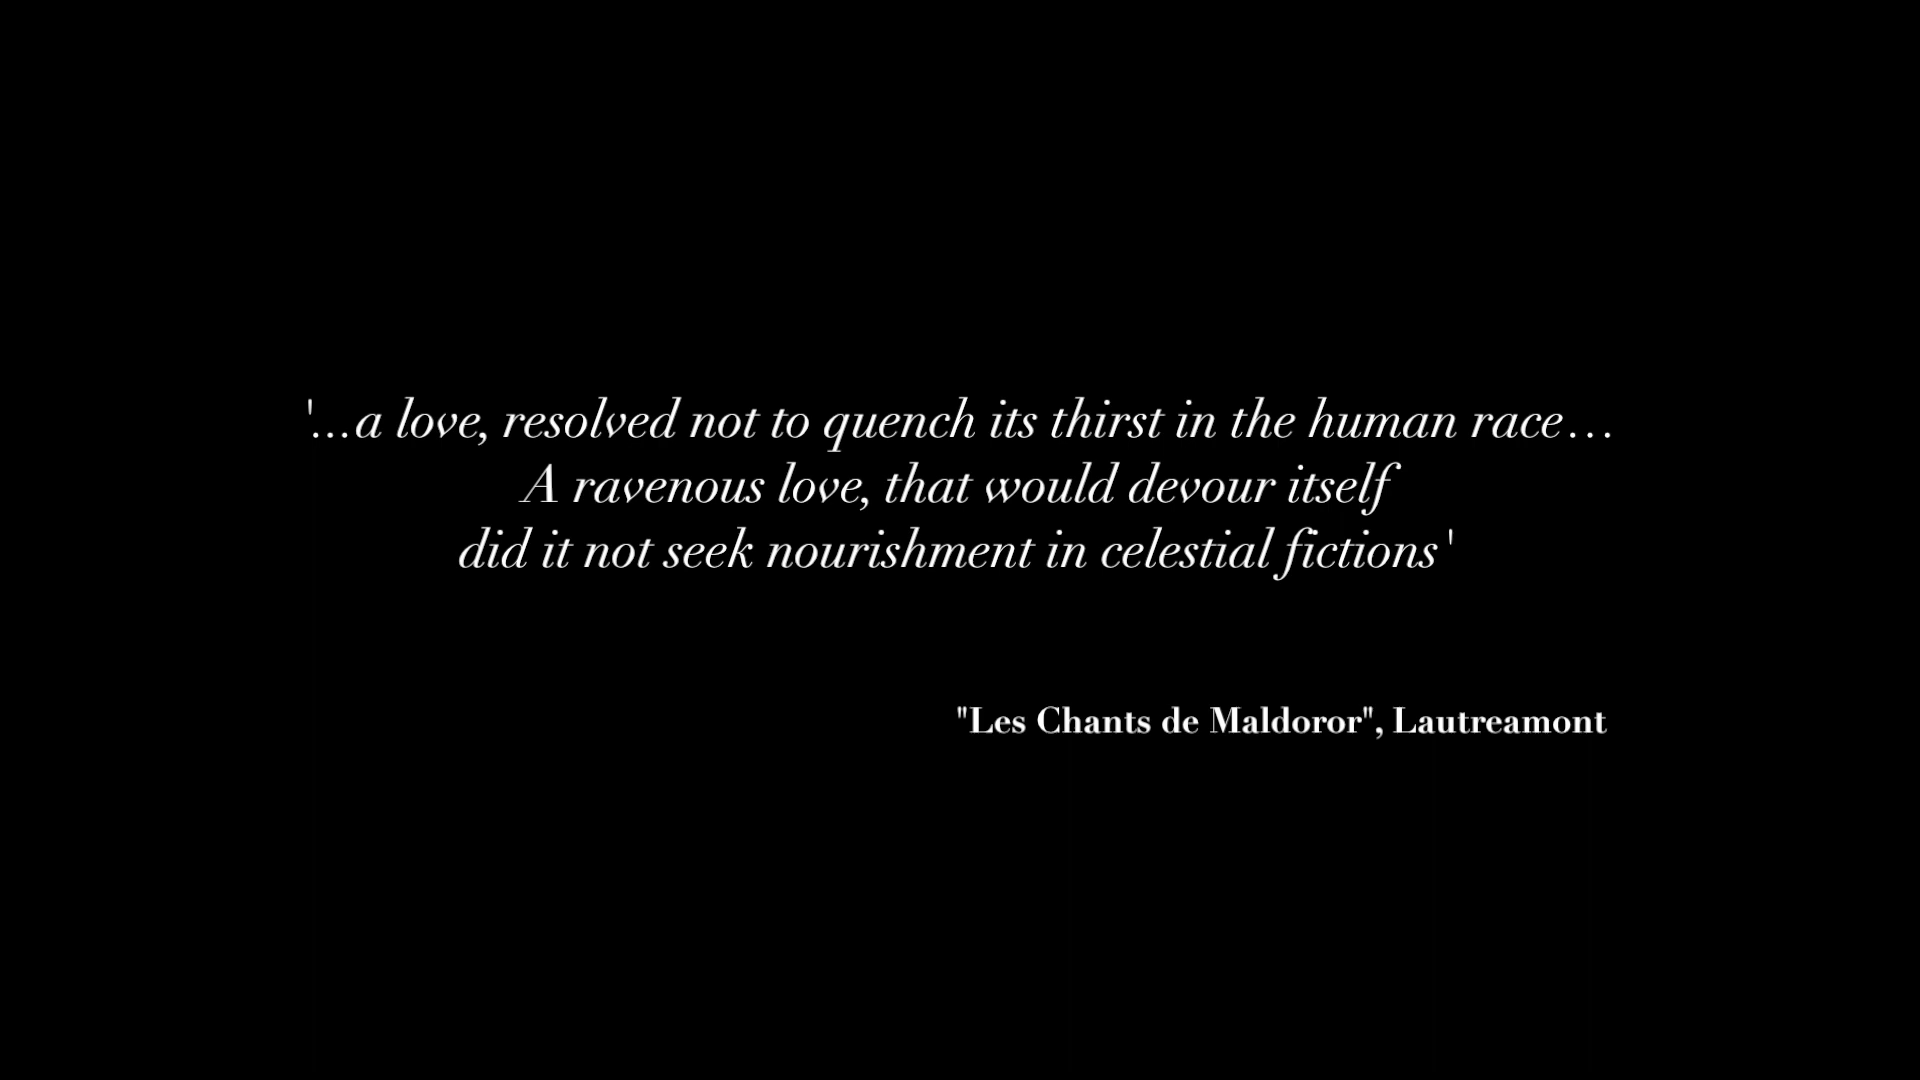 '...a love, resolved not to quench its thirst in the human race...
A ravenous love, that would devour itself
did it not seek nourishment in celestial fictions'
"Les Chants de Maldoror", Lautreamont